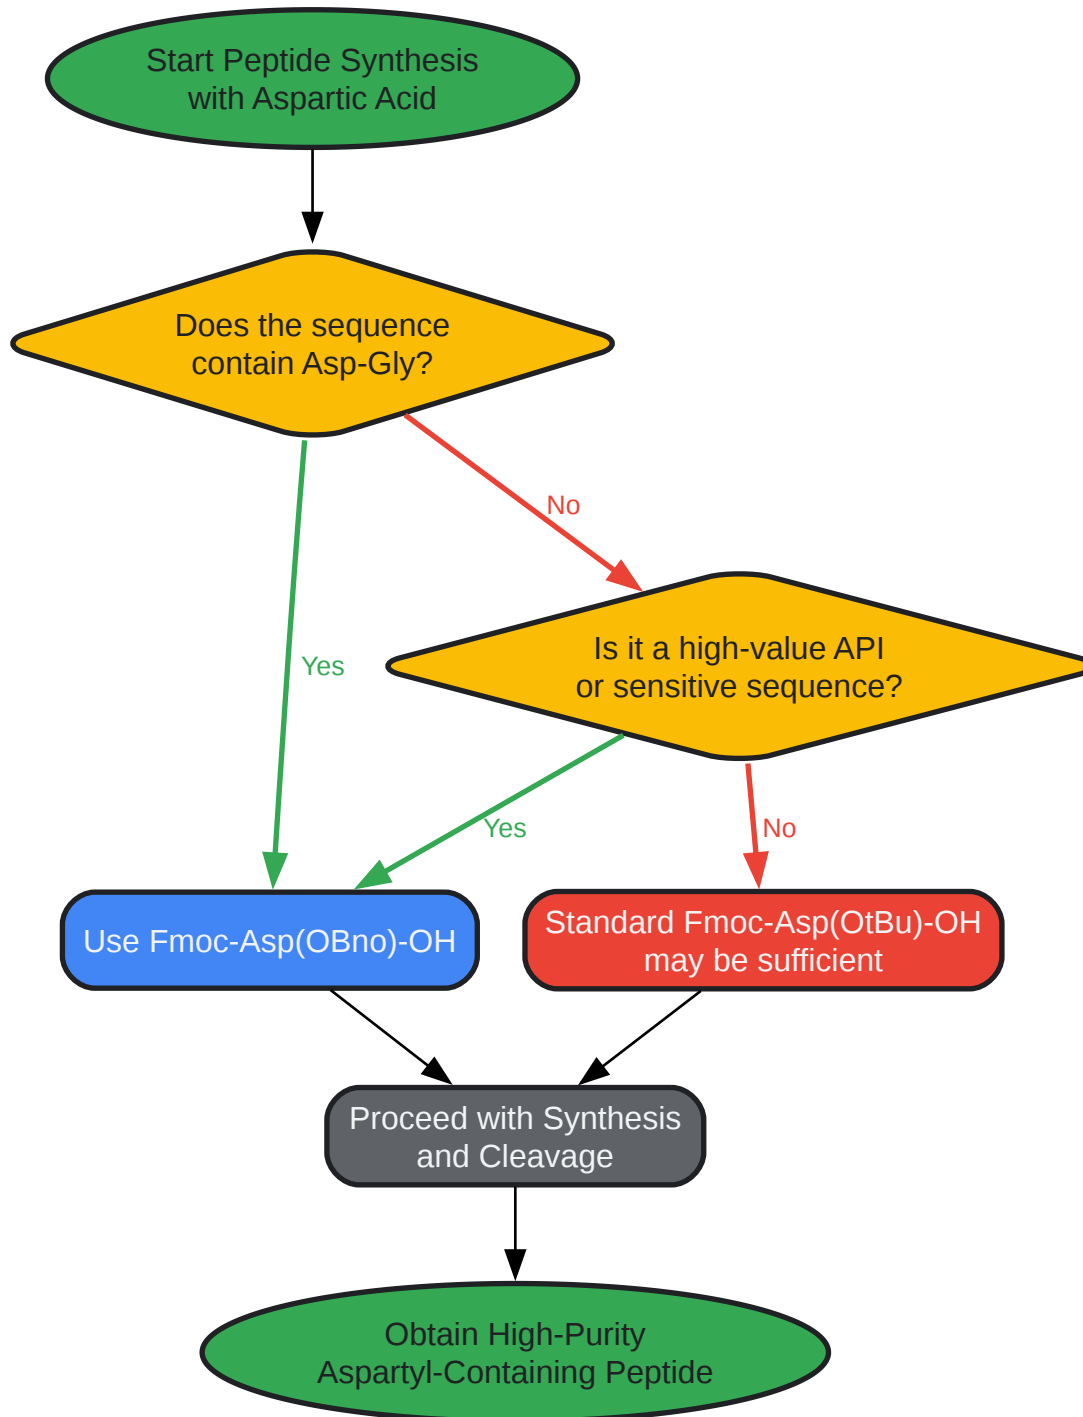 Start Peptide Synthesis
with Aspartic Acid
Does the sequence
contain Asp-Gly?
No
Is it a high-value API
or sensitive sequence?
Yes
Yes
No
Use Fmoc-Asp(OBno)-OH
Standard Fmoc-Asp(OtBu)-OH
may be sufficient
Proceed with Synthesis
and Cleavage
Obtain High-Purity
Aspartyl-Containing Peptide